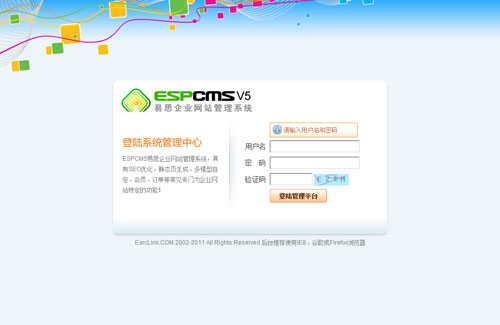 ESPCMS V5
易思企业网站管理系统
请输入用户名和密码
登陆系统管理中心
用户名
ESPCMS易思企业网站管理系统，具
有SEO优化、静态页生成、多模型自
定、会员、订单等常见专门为企业网
站特定的功能！
密 码
验证码
登陆管理平台
EarcLink.COM 2002-2011 All Rights Reserved 后台推荐使用IE8、谷歌或Firefox浏览器